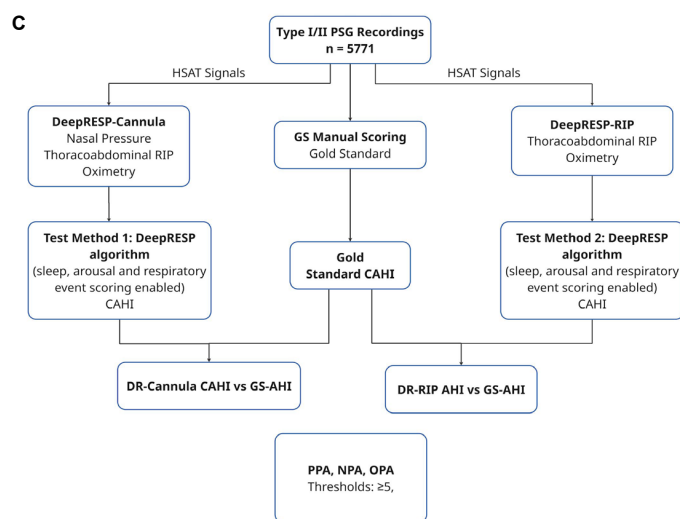 C
Type I/II PSG Recordings
n = 5771
HSAT Signals
HSAT Signals
DeepRESP-Cannula
Nasal Pressure
Thoracoabdominal RIP
Oximetry
GS Manual Scoring
Gold Standard
DeepRESP-RIP
Thoracoabdominal RIP
Oximetry
Test Method 1: DeepRESP
algorithm
(sleep, arousal and respiratory
event scoring enabled)
CAHI
Gold
Standard CAHI
Test Method 2: DeepRESP
algorithm
(sleep, arousal and respiratory
event scoring enabled)
CAHI
DR-Cannula CAHI vs GS-AHI
DR-RIP AHI vs GS-AHI
PPA, NPA, OPA
Thresholds: ≥5,